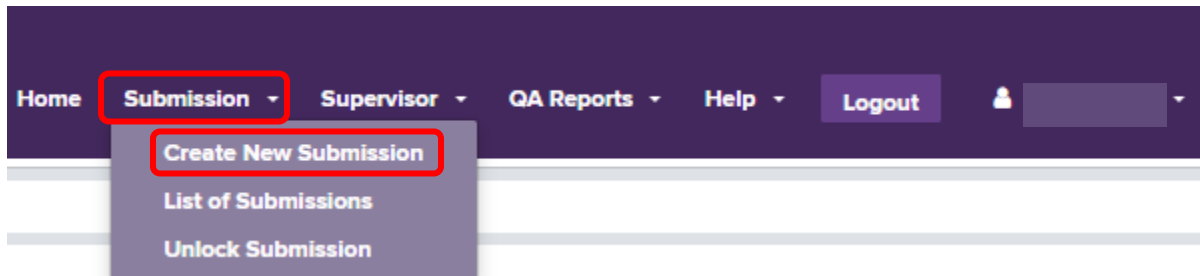 Home Submission Supervisor QA Reports Help Logout
Create New Submission
List of Submissions
Unlock Submission